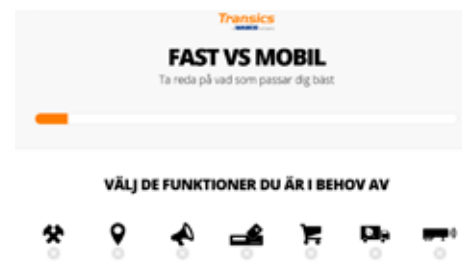 Transics
FAST VS MOBIL
Ta reda på vad som passar dig bäst
VÄLJ DE FUNKTIONER DU ÄR I BEHOV AV